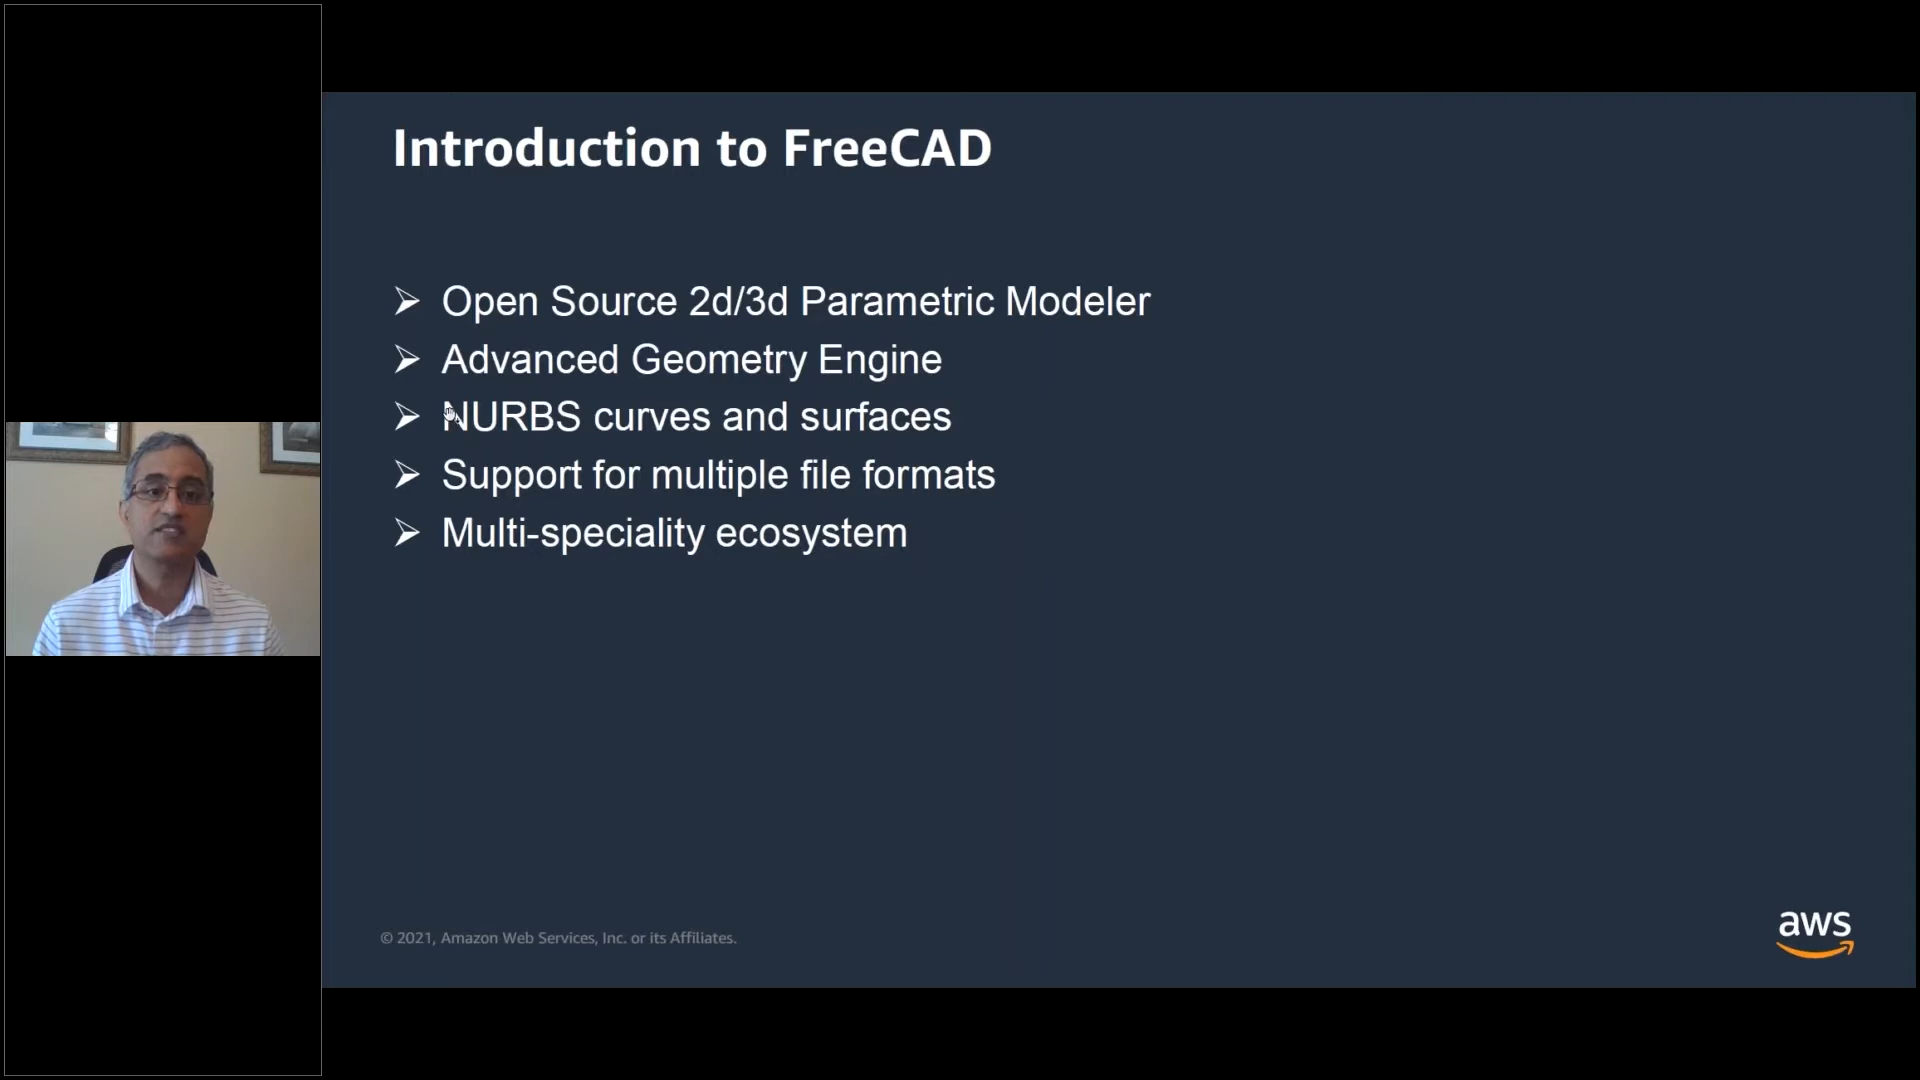 Introduction to FreeCAD
Open Source 2d/3d Parametric Modeler
Advanced Geometry Engine
NURBS curves and surfaces
Support for multiple file formats
Multi-speciality ecosystem
© 2021, Amazon Web Services, Inc. or its Affiliates.
aws